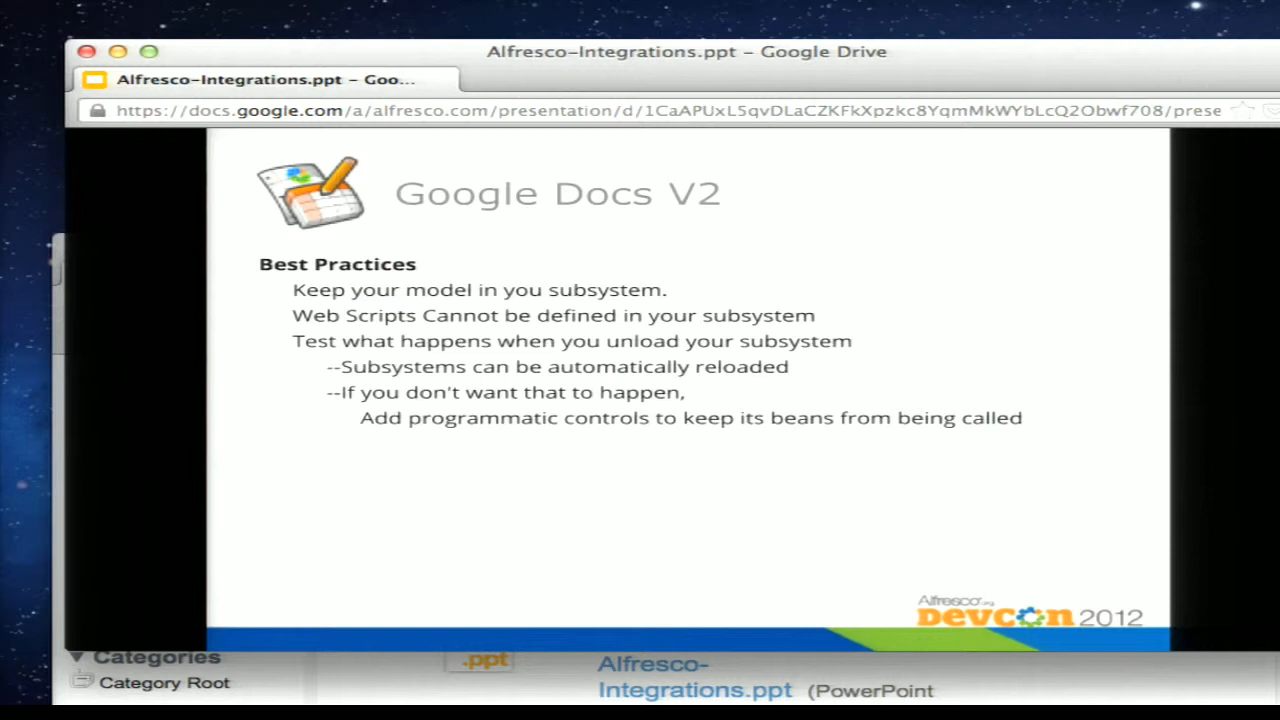 Alfresco-Integrations.ppt - Google Drive
Alfresco-Integrations.ppt - Goo...
https://docs.google.com/a/alfresco.com/presentation/d/1CaAPUxL5qvDLaCZKFkXpzkc8YqmMkWYbLcQ2Obwf708/prese
Google Docs V2
Best Practices
Keep your model in you subsystem.
Web Scripts Cannot be defined in your subsystem
Test what happens when you unload your subsystem
--Subsystems can be automatically reloaded
--If you don't want that to happen,
Add programmatic controls to keep its beans from being called
Alfresco.org
DevCon 2012
Categories
Category Root
.ppt
Alfresco-
Integrations.ppt (PowerPoint